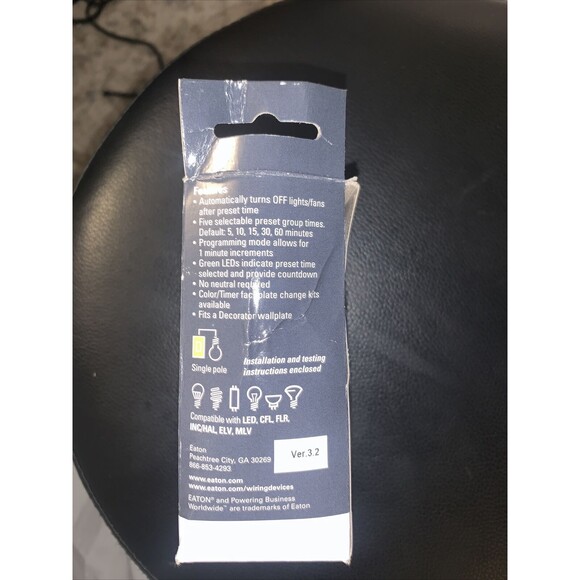 Features
• Automatically turns OFF lights/fans
after preset time
• Five selectable preset group times.
Default: 5, 10, 15, 30, 60 minutes
• Programming mode allows for
1 minute increments
• Green LEDs indicate preset time
selected and provide countdown
• No neutral required
• Color/Timer faceplate change kits
available
• Fits a Decorator wallplate
Single pole
Installation and testing
instructions enclosed
Compatible with LED, CFL, FLR,
INC/HAL, ELV, MLV
Eaton
Peachtree City, GA 30269
866-853-4293
Ver.3.2
www.eaton.com
www.eaton.com/wiringdevices
EATON® and Powering Business
Worldwide™ are trademarks of Eaton